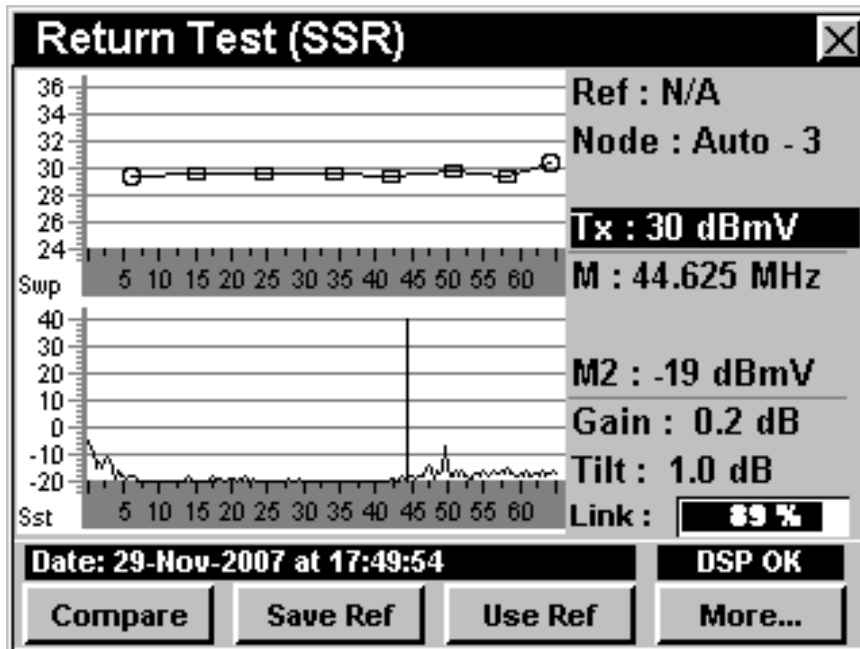 Return Test (SSR)
36
34
32
30
28
26
24
Swp
5 10 15 20 25 30 35 40 45 50 55 60
40
30
20
10
0
-10
-20
Sst
5 10 15 20 25 30 35 40 45 50 55 60
Ref : N/A
Node : Auto - 3
Tx : 30 dBmV
M : 44.625 MHz
M2 : -19 dBmV
Gain : 0.2 dB
Tilt : 1.0 dB
Link : 89 %
Date: 29-Nov-2007 at 17:49:54
DSP OK
Compare
Save Ref
Use Ref
More...